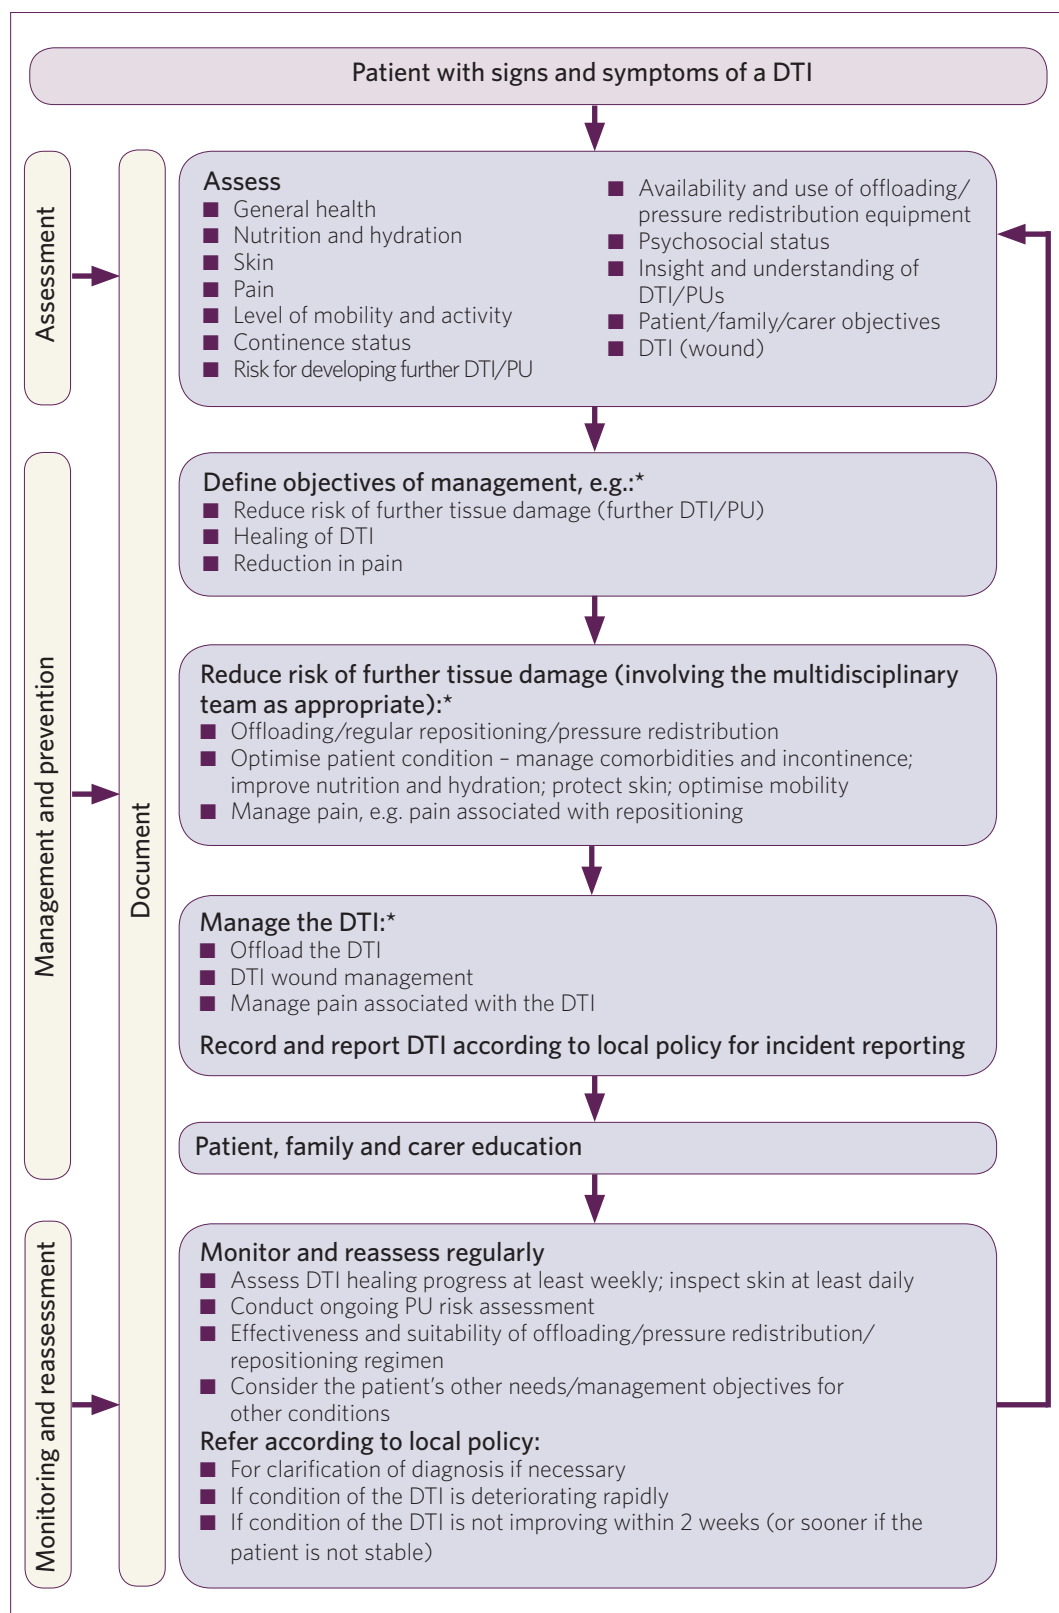 Patient with signs and symptoms of a DTI
Assessment
Document
Assess
■ General health
■ Nutrition and hydration
■ Skin
■ Pain
■ Level of mobility and activity
■ Continence status
■ Risk for developing further DTI/PU
■ Availability and use of offloading/
pressure redistribution equipment
■ Psychosocial status
■ Insight and understanding of
DTI/PUs
■ Patient/family/carer objectives
■ DTI (wound)
Management and prevention
Define objectives of management, e.g.:*
■ Reduce risk of further tissue damage (further DTI/PU)
■ Healing of DTI
■ Reduction in pain
Reduce risk of further tissue damage (involving the multidisciplinary
team as appropriate):*
■ Offloading/regular repositioning/pressure redistribution
■ Optimise patient condition – manage comorbidities and incontinence;
improve nutrition and hydration; protect skin; optimise mobility
■ Manage pain, e.g. pain associated with repositioning
Manage the DTI:*
■ Offload the DTI
■ DTI wound management
■ Manage pain associated with the DTI
Record and report DTI according to local policy for incident reporting
Patient, family and carer education
Monitoring and reassessment
Monitor and reassess regularly
■ Assess DTI healing progress at least weekly; inspect skin at least daily
■ Conduct ongoing PU risk assessment
■ Effectiveness and suitability of offloading/pressure redistribution/
repositioning regimen
■ Consider the patient's other needs/management objectives for
other conditions
Refer according to local policy:
■ For clarification of diagnosis if necessary
■ If condition of the DTI is deteriorating rapidly
■ If condition of the DTI is not improving within 2 weeks (or sooner if the
patient is not stable)